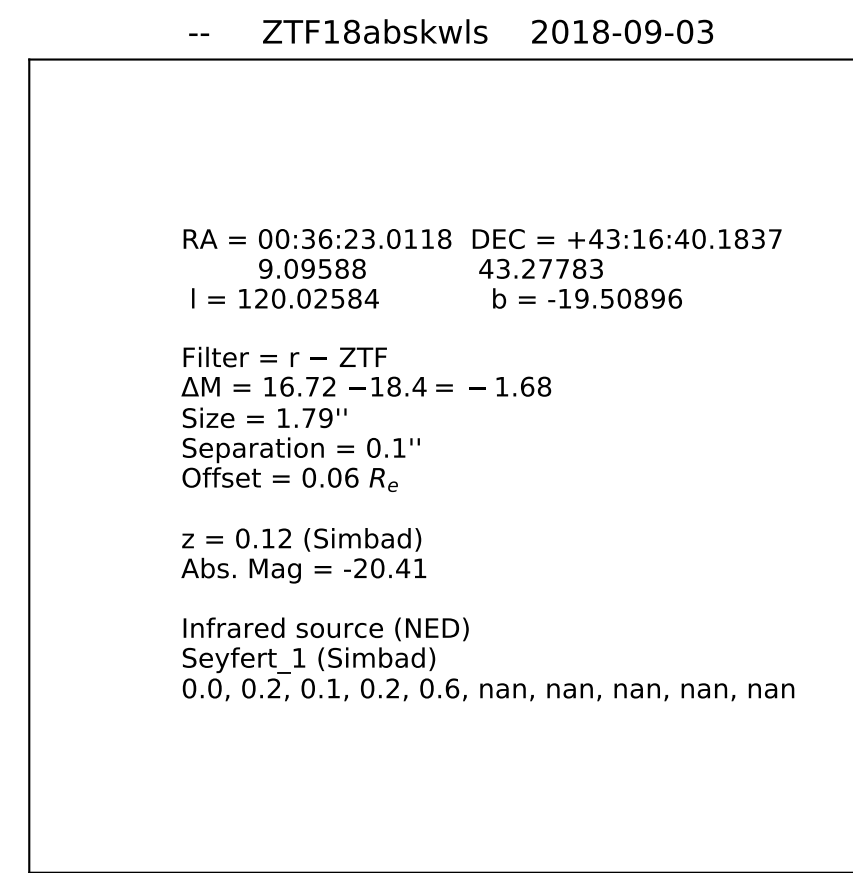 -- ZTF18abskwls 2018-09-03
RA = 00:36:23.0118 DEC = +43:16:40.1837
9.09588 43.27783
l = 120.02584 b = -19.50896
Filter = r − ZTF
ΔM = 16.72 −18.4 = − 1.68
Size = 1.79''
Separation = 0.1''
Offset = 0.06 Re
z = 0.12 (Simbad)
Abs. Mag = -20.41
Infrared source (NED)
Seyfert_1 (Simbad)
0.0, 0.2, 0.1, 0.2, 0.6, nan, nan, nan, nan, nan